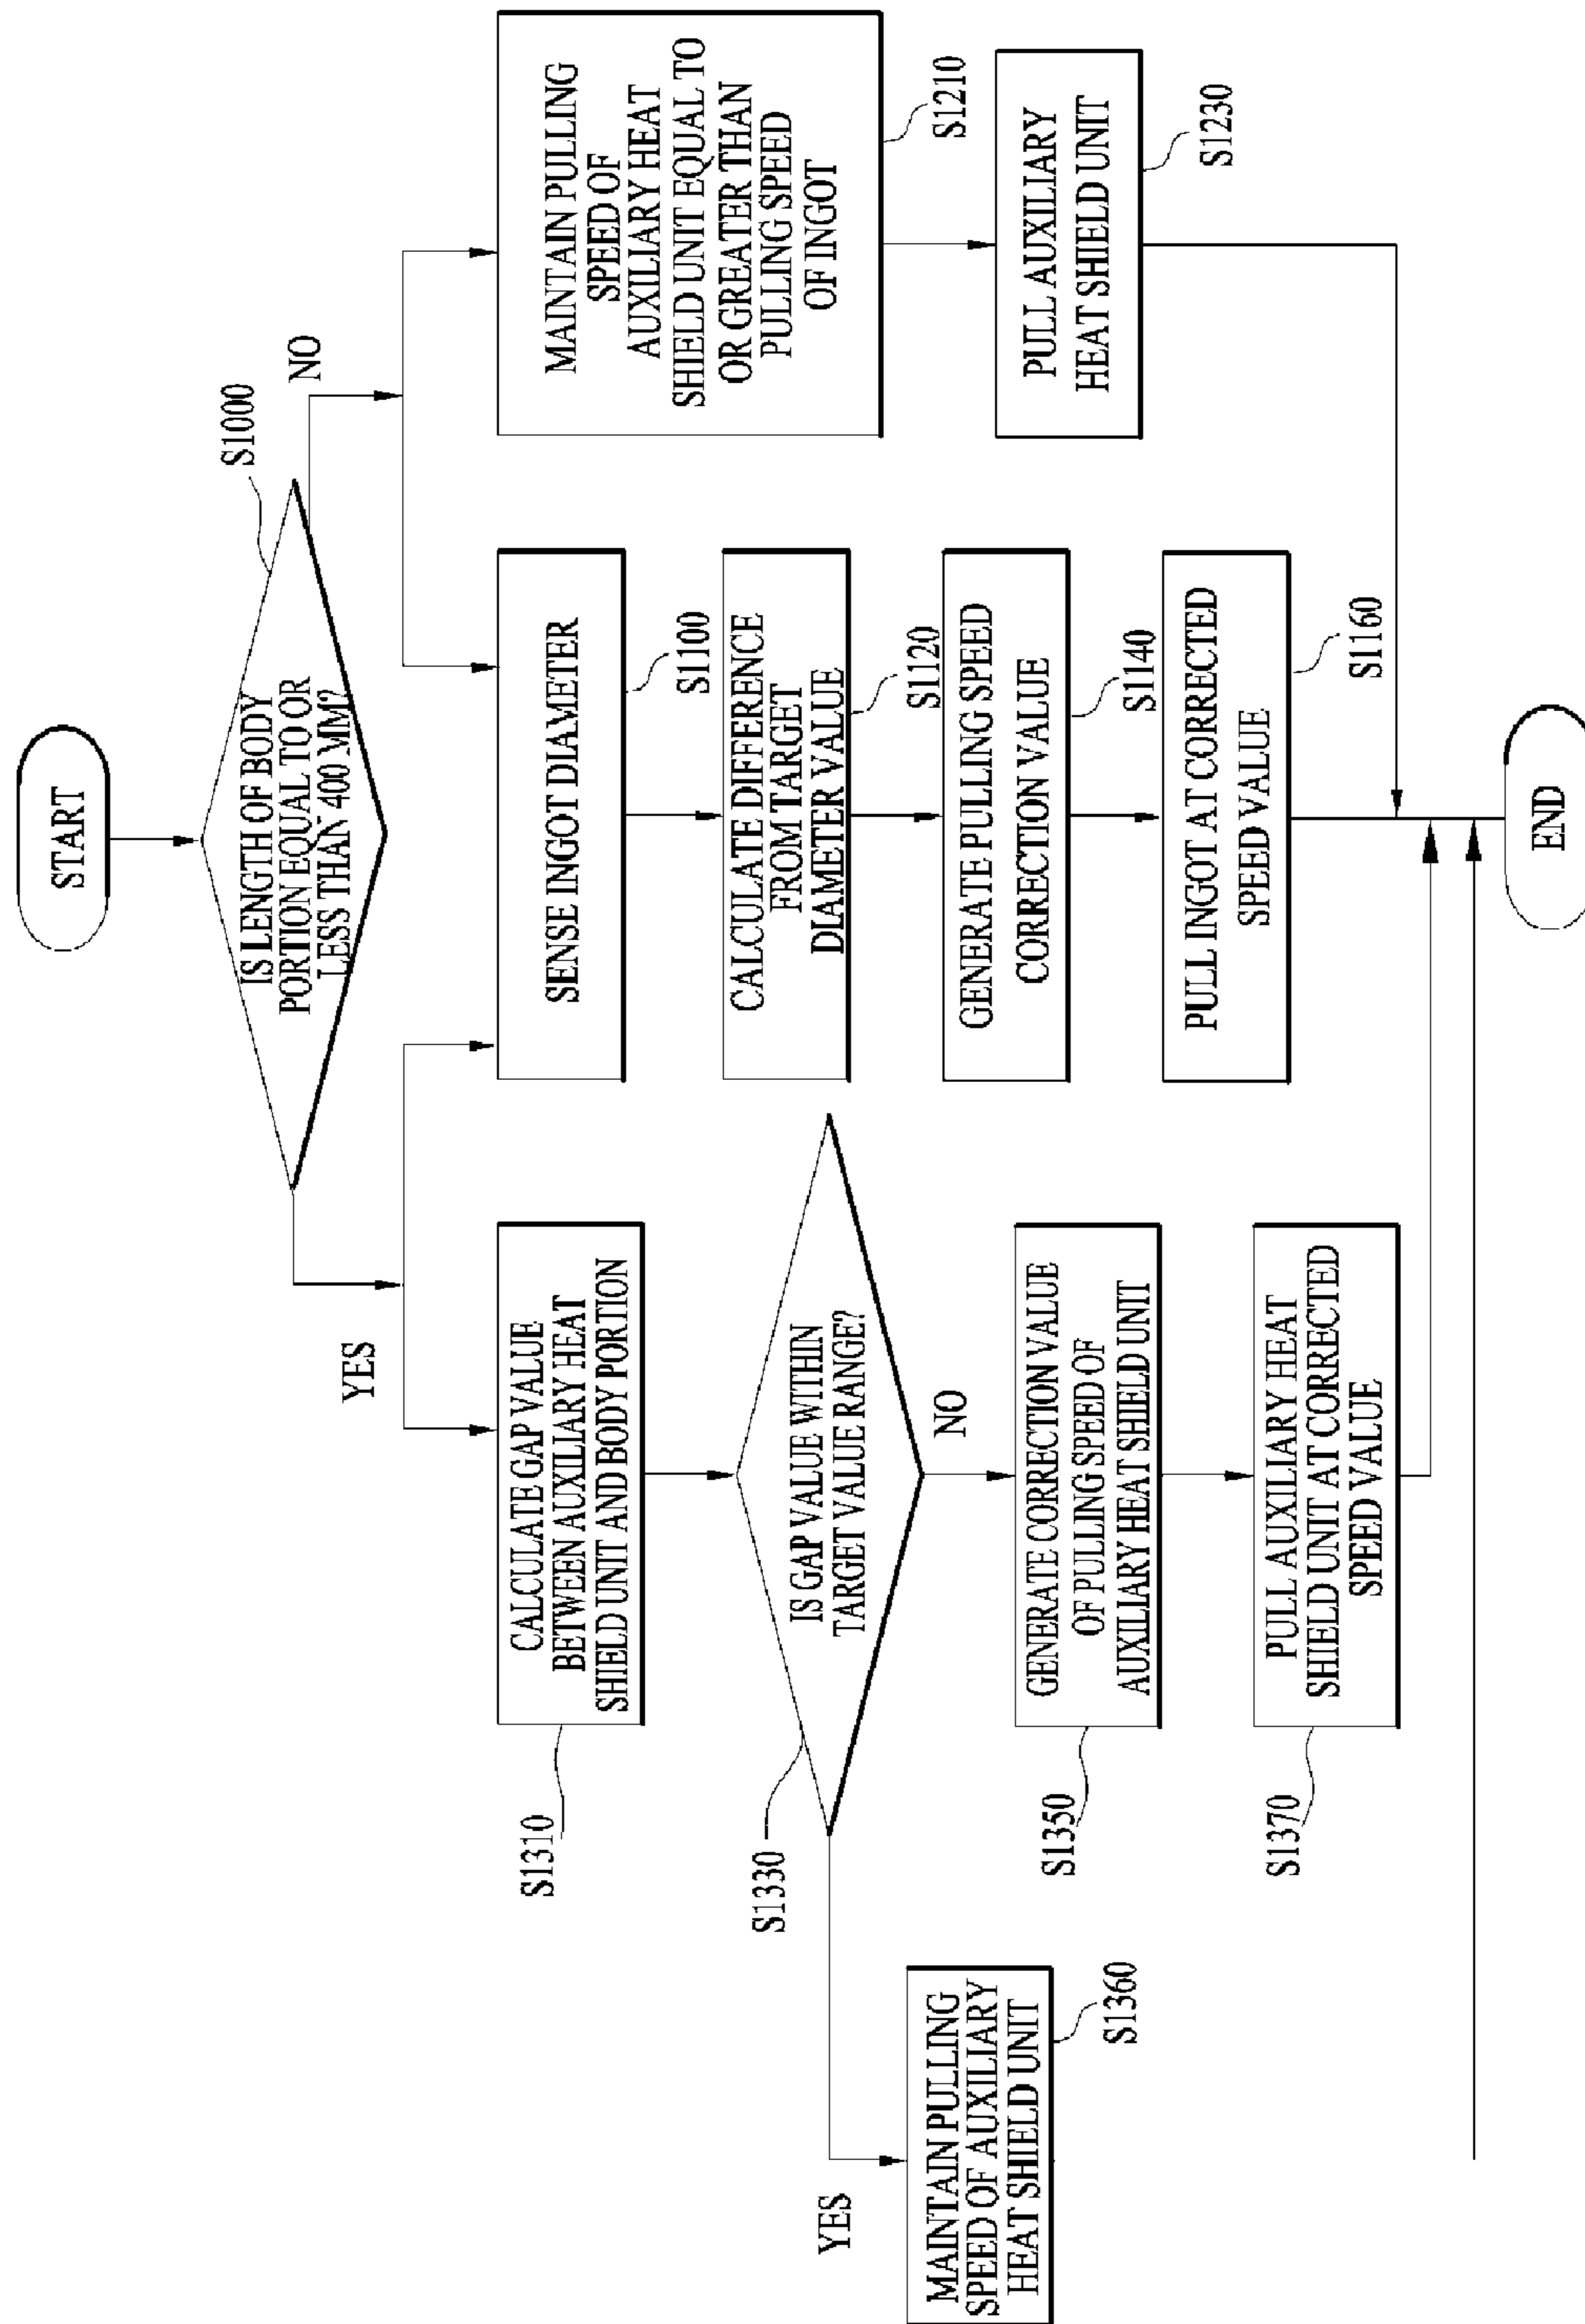 START
IS LENGTH OF BODY
PORTION EQUAL TO OR
LESS THAN 400 MM?
S1000
YES
NO
CALCULATE GAP VALUE
BETWEEN AUXILIARY HEAT
SHIELD UNIT AND BODY PORTION
S1310
IS GAP VALUE WITHIN
TARGET VALUE RANGE?
S1330
YES
NO
MAINTAIN PULLING
SPEED OF AUXILIARY
HEAT SHIELD UNIT
S1360
GENERATE CORRECTION VALUE
OF PULLING SPEED OF
AUXILIARY HEAT SHIELD UNIT
S1350
PULL AUXILIARY HEAT
SHIELD UNIT AT CORRECTED
SPEED VALUE
S1370
SENSE INGOT DIAMETER
S1100
CALCULATE DIFFERENCE
FROM TARGET
DIAMETER VALUE
S1120
GENERATE PULLING SPEED
CORRECTION VALUE
S1140
PULL INGOT AT CORRECTED
SPEED VALUE
S1160
MAINTAIN PULLING
SPEED OF
AUXILIARY HEAT
SHIELD UNIT EQUAL TO
OR GREATER THAN
PULLING SPEED
OF INGOT
S1210
PULL AUXILIARY
HEAT SHIELD UNIT
S1230
END